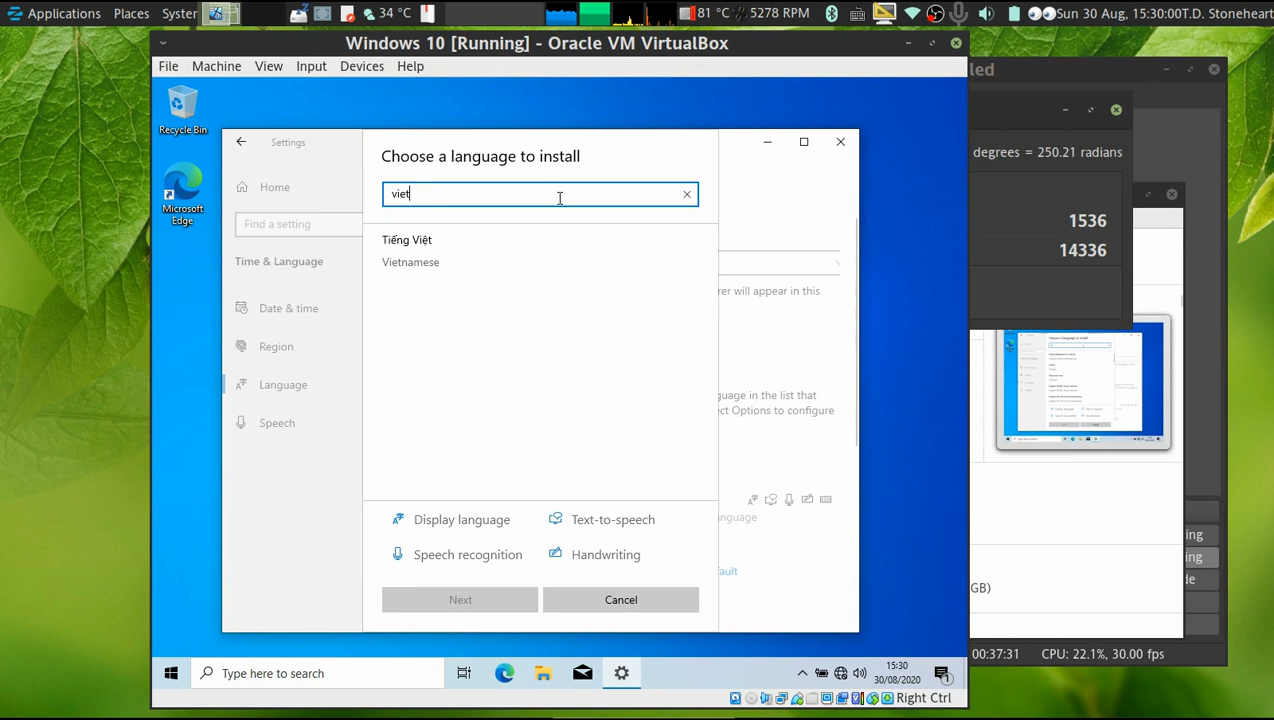 Applications Places System 34 °C 81 °C 5278 RPM Sun 30 Aug, 15:30:00 T.D. Stoneheart
Windows 10 [Running] - Oracle VM VirtualBox
File Machine View Input Devices Help
Recycle Bin
Microsoft
Edge
Settings
Home
Find a setting
Time & Language
Date & time
Region
Language
Speech
Choose a language to install
viet
Tiếng Việt
Vietnamese
Display language
Text-to-speech
Speech recognition
Handwriting
Next
Cancel
rer will appear in this
guage in the list that
ect Options to configure
nguage
ault
led
degrees = 250.21 radians
1536
14336
ing
ing
de
GB)
00:37:31 CPU: 22.1%, 30.00 fps
Type here to search
15:30
30/08/2020
1
Right Ctrl